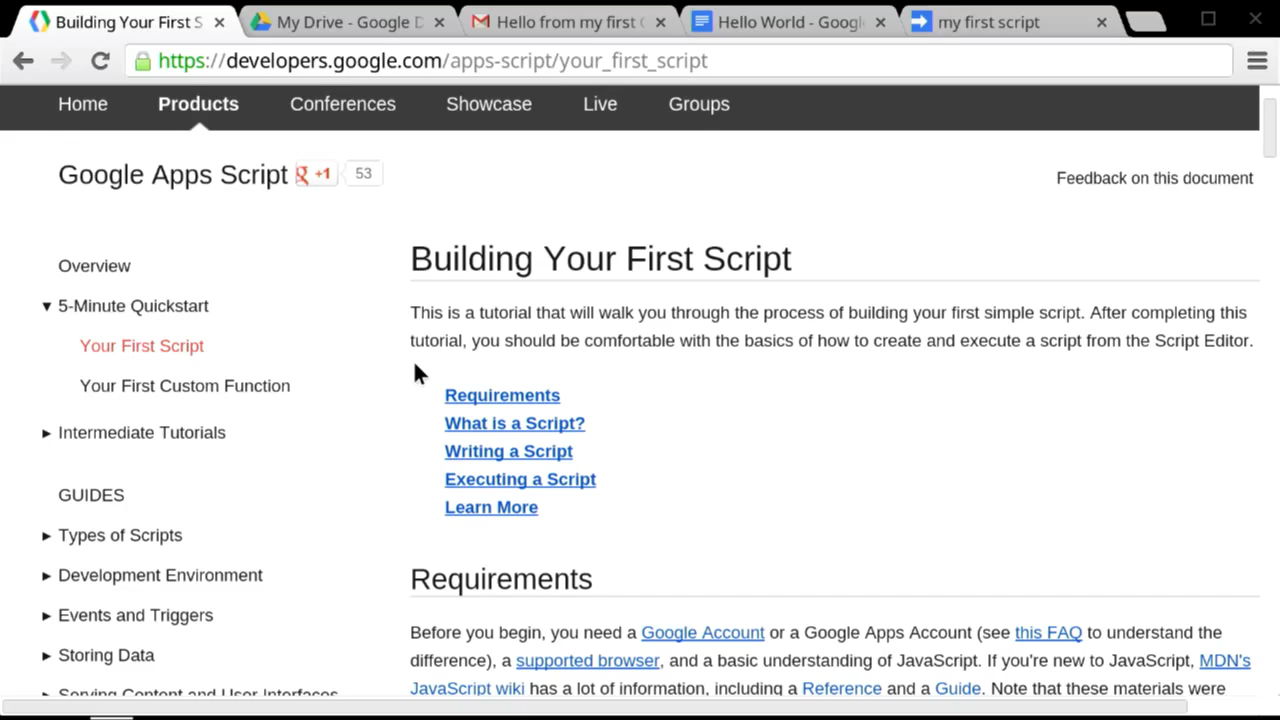 Building Your First S
My Drive - Google D
Hello from my first
Hello World - Google
my first script
https://developers.google.com/apps-script/your_first_script
Home Products Conferences Showcase Live Groups
Google Apps Script +1 53
Feedback on this document
Overview
5-Minute Quickstart
Your First Script
Your First Custom Function
Intermediate Tutorials
GUIDES
Types of Scripts
Development Environment
Events and Triggers
Storing Data
Serving Content and User Interfaces
Building Your First Script
This is a tutorial that will walk you through the process of building your first simple script. After completing this
tutorial, you should be comfortable with the basics of how to create and execute a script from the Script Editor.
Requirements
What is a Script?
Writing a Script
Executing a Script
Learn More
Requirements
Before you begin, you need a Google Account or a Google Apps Account (see this FAQ to understand the
difference), a supported browser, and a basic understanding of JavaScript. If you're new to JavaScript, MDN's
JavaScript wiki has a lot of information, including a Reference and a Guide. Note that these materials were